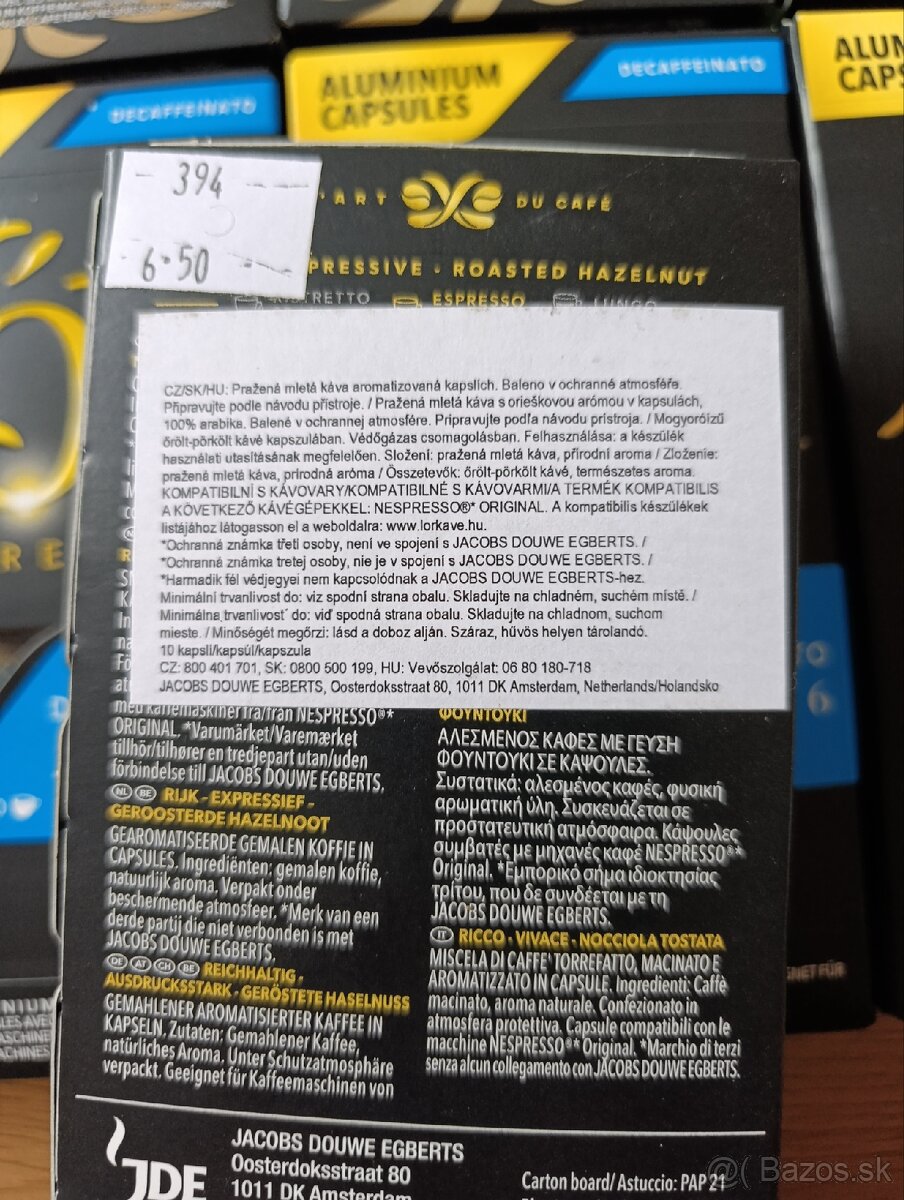 ALUMINIUM
CAPSULES
DECAFFEINATO
DECAFFEINATO
ALUM
CAPS
394
6.50
'ART
DU CAFÉ
PRESSIVE · ROASTED HAZELNUT
ESPRESSO
LUNGO
CZ/SK/HU: Pražená mletá káva aromatizovaná kapslích. Baleno v ochranné atmosféře.
Připravujte podle návodu přístroje. / Pražená mletá káva s orieškovou arómou v kapsulách,
100% arabika. Balené v ochrannej atmosfére. Pripravujte podľa návodu prístroja. / Mogyoróízű
őrölt-pörkölt kávé kapszulában. Védőgázas csomagolásban. Felhasználása: a készülék
használati utasításának megfelelően. Složení: pražená mletá káva, přírodní aroma / Zloženie:
pražená mletá káva, prírodná aróma / Összetevők: őrölt-pörkölt kávé, természetes aroma.
KOMPATIBILNÍ S KÁVOVARY/KOMPATIBILNÉ S KÁVOVARMI/A TERMÉK KOMPATIBILIS
A KÖVETKEZŐ KÁVÉGÉPEKKEL: NESPRESSO®* ORIGINAL. A kompatibilis készülékek
listájához látogasson el a weboldalra: www.lorkave.hu.
*Ochranná známka třetí osoby, není ve spojení s JACOBS DOUWE EGBERTS. /
*Ochranná známka tretej osoby, nie je v spojení s JACOBS DOUWE EGBERTS. /
*Harmadik fél védjegyei nem kapcsolódnak a JACOBS DOUWE EGBERTS-hez.
Minimální trvanlivost do: viz spodní strana obalu. Skladujte na chladném, suchém místě. /
Minimálna trvanlivosť do: viď spodná strana obalu. Skladujte na chladnom, suchom
mieste. / Minőségét megőrzi: lásd a doboz alján. Száraz, hűvös helyen tárolandó.
10 kapslí/kapsúl/kapszula
CZ: 800 401 701, SK: 0800 500 199, HU: Vevőszolgálat: 06 80 180-718
JACOBS DOUWE EGBERTS, Oosterdoksstraat 80, 1011 DK Amsterdam, Netherlands/Holandsko
med kaffemaskiner fra/från NESPRESSO®*
ORIGINAL. *Varumärket/Varemærket
tillhör/tilhører en tredjepart utan/uden
förbindelse till JACOBS DOUWE EGBERTS.
NL BE RIJK - EXPRESSIEF -
GEROOSTERDE HAZELNOOT
GEAROMATISEERDE GEMALEN KOFFIE IN
CAPSULES. Ingrediënten: gemalen koffie,
natuurlijk aroma. Verpakt onder
beschermende atmosfeer. *Merk van een
derde partij die niet verbonden is met
JACOBS DOUWE EGBERTS.
DE AT CH BE REICHHALTIG -
AUSDRUCKSSTARK - GERÖSTETE HASELNUSS
GEMAHLENER AROMATISIERTER KAFFEE IN
KAPSELN. Zutaten: Gemahlener Kaffee,
natürliches Aroma. Unter Schutzatmosphäre
verpackt. Geeignet für Kaffeemaschinen von
ΦΟΥΝΤΟΥΚΙ
ΑΛΕΣΜΕΝΟΣ ΚΑΦΕΣ ΜΕ ΓΕΥΣΗ
ΦΟΥΝΤΟΥΚΙ ΣΕ ΚΑΨΟΥΛΕΣ.
Συστατικά: αλεσμένος καφές, φυσική
αρωματική ύλη. Συσκευάζεται σε
προστατευτική ατμόσφαιρα. Κάψουλες
συμβατές με μηχανές καφέ NESPRESSO®*
Original. *Εμπορικό σήμα ιδιοκτησίας
τρίτου, που δε συνδέεται με τη
JACOBS DOUWE EGBERTS.
IT RICCO - VIVACE - NOCCIOLA TOSTATA
MISCELA DI CAFFE' TORREFATTO, MACINATO E
AROMATIZZATO IN CAPSULE. Ingredienti: Caffè
macinato, aroma naturale. Confezionato in
atmosfera protettiva. Capsule compatibili con le
macchine NESPRESSO®* Original. *Marchio di terzi
senza alcun collegamento con JACOBS DOUWE EGBERTS.
JDE
JACOBS DOUWE EGBERTS
Oosterdoksstraat 80
1011 DK Amsterdam
Carton board/ Astuccio: PAP 21
@( Bazos.sk